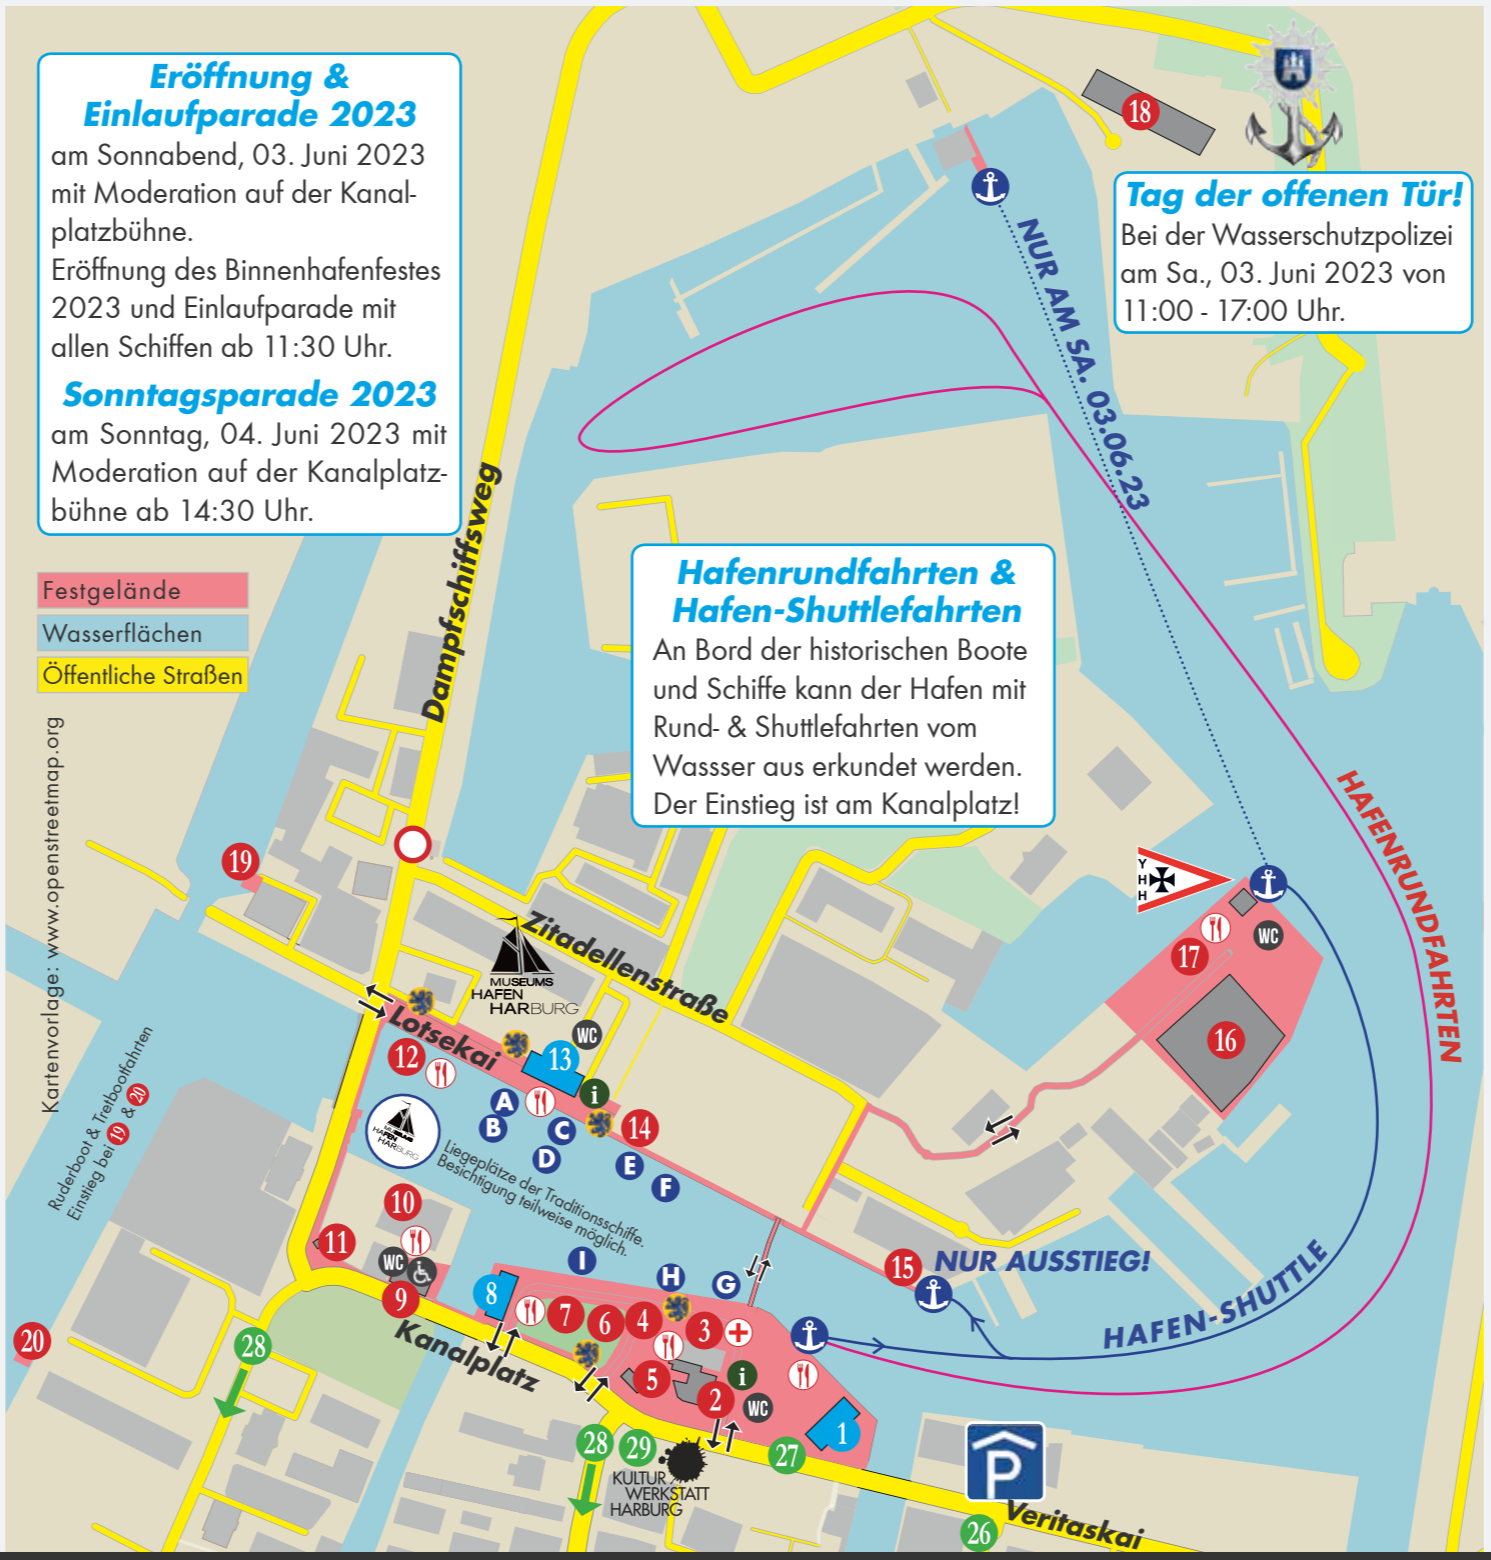 Eröffnung &
Einlaufparade 2023
am Sonnabend, 03. Juni 2023
mit Moderation auf der Kanal-
platzbühne.
Eröffnung des Binnenhafenfestes
2023 und Einlaufparade mit
allen Schiffen ab 11:30 Uhr.
Sonntagsparade 2023
am Sonntag, 04. Juni 2023 mit
Moderation auf der Kanalplatz-
bühne ab 14:30 Uhr.
18
Tag der offenen Tür!
Bei der Wasserschutzpolizei
am Sa., 03. Juni 2023 von
11:00 - 17:00 Uhr.
NUR AM SA. 03.06.23
Dampfschiffsweg
Hafenrundfahrten &
Hafen-Shuttlefahrten
An Bord der historischen Boote
und Schiffe kann der Hafen mit
Rund- & Shuttlefahrten vom
Wassser aus erkundet werden.
Der Einstieg ist am Kanalplatz!
Festgelände
Wasserflächen
Öffentliche Straßen
Kartenvorlage: www.openstreetmap.org
HAFENRUNDFAHRTEN
19
Y
H
H
WC
17
16
Zitadellenstraße
MUSEUMS
HAFEN
HARBURG
Lotsekai
WC
13
12
i
A
B
C
D
14
E
F
MUSEUMS
HAFEN
HARBURG
Liegeplätze der Traditionsschiffe.
Besichtigung teilweise möglich.
Ruderboot & Tretbootfahrten
Einstieg bei 19 & 20
10
11
WC
9
8
I
H
G
15
NUR AUSSTIEG!
HAFEN-SHUTTLE
7
6
4
3
5
i
2
WC
1
Kanalplatz
20
28
28
29
27
KULTUR
WERKSTATT
HARBURG
P
Veritaskai
26